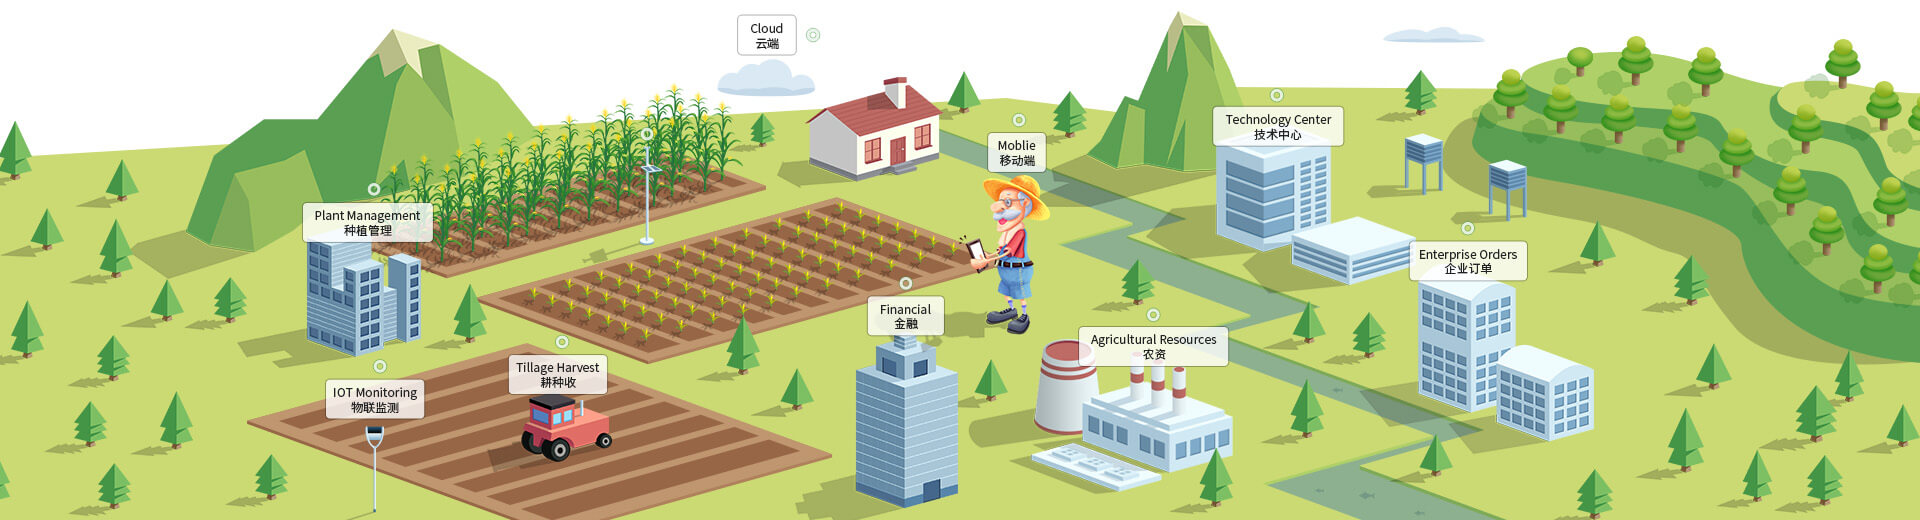 Cloud
云端
Technology Center
技术中心
Moblie
移动端
Plant Management
种植管理
Enterprise Orders
企业订单
Financial
金融
Agricultural Resources
农资
Tillage Harvest
耕种收
IOT Monitoring
物联监测